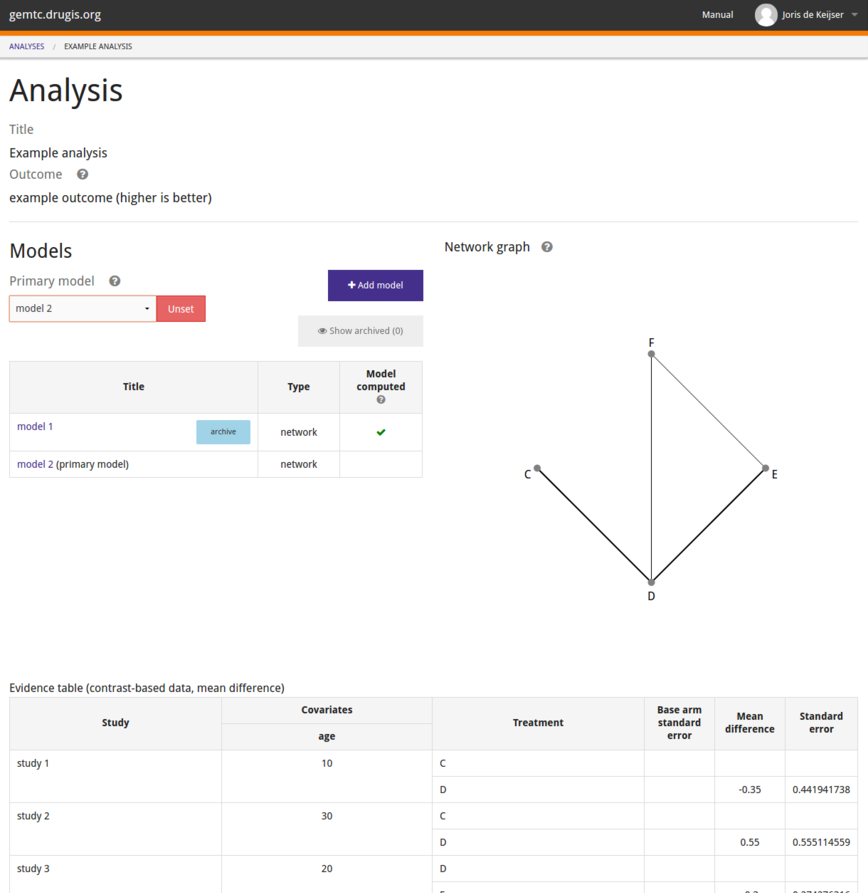 gemtc.drugis.org
Manual
Joris de Keijser
ANALYSES / EXAMPLE ANALYSIS
Analysis
Title
Example analysis
Outcome ?
example outcome (higher is better)
Models
Primary model ?
+ Add model
model 2
Unset
Show archived (0)
Title Type Model computed ?
model 1 archive network
model 2 (primary model) network
Network graph ?
F
C
E
D
Evidence table (contrast-based data, mean difference)
Study Covariates Treatment Base arm standard error Mean difference Standard error
age
study 1 10 C
D -0.35 0.441941738
study 2 30 C
D 0.55 0.555114559
study 3 20 D